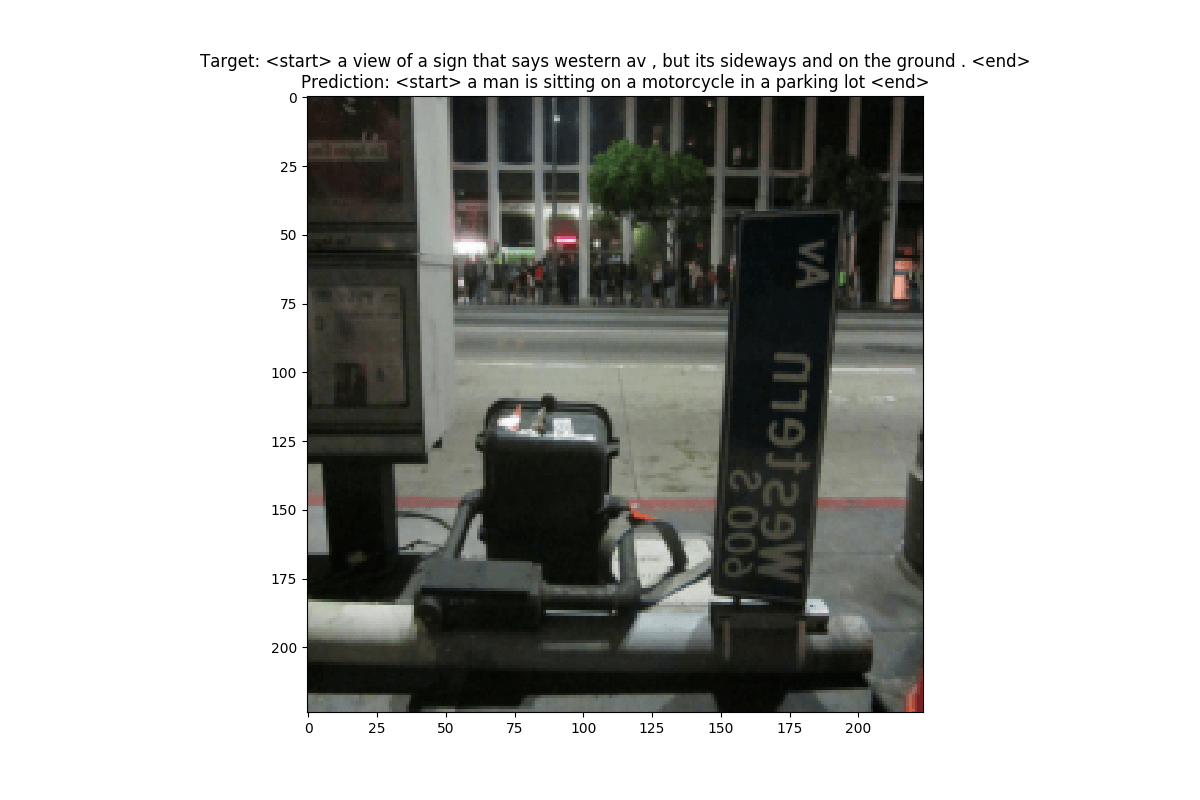 Target: <start> a view of a sign that says western av , but its sideways and on the ground . <end>
Prediction: <start> a man is sitting on a motorcycle in a parking lot <end>
0
25
50
75
100
125
150
175
200
0 25 50 75 100 125 150 175 200
600 S
Western AV